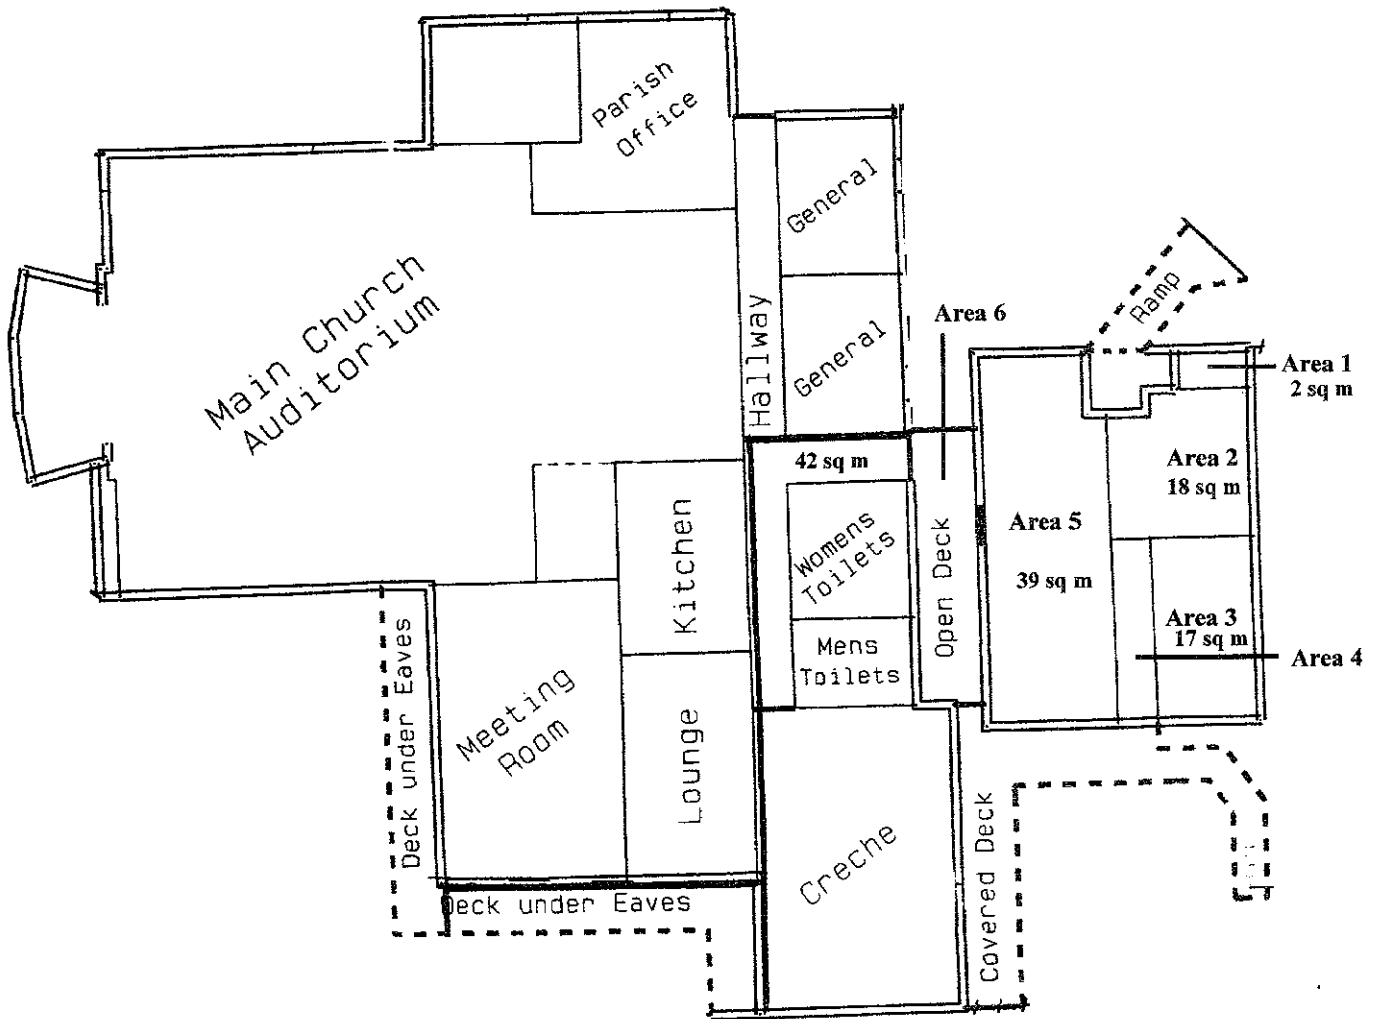 Parish
Office
General
Main Church
Auditorium
Hallway
General
Ramp
Area 6
Area 1
2 sq m
42 sq m
Area 2
18 sq m
Area 5
39 sq m
Kitchen
Womens
Toilets
Open Deck
Mens
Toilets
Area 3
17 sq m
Area 4
Deck under Eaves
Meeting
Room
Lounge
Creche
Covered Deck
Deck under Eaves